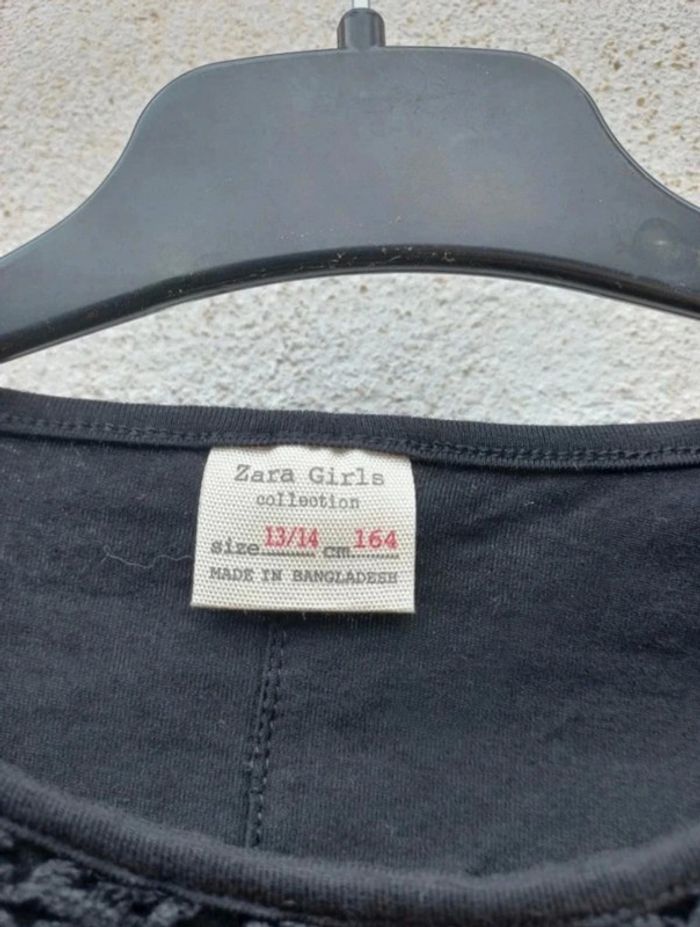 Zara Girls
collection
size 13/14 cm 164
MADE IN BANGLADESH